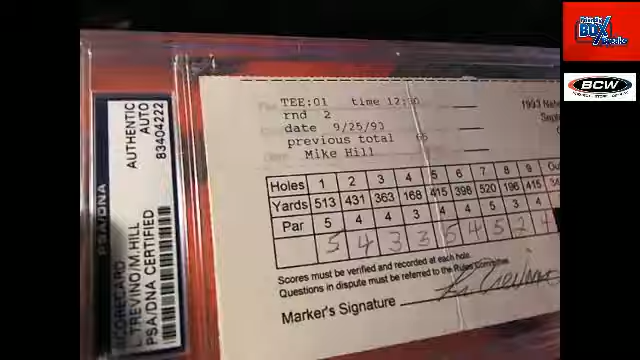 PSA/DNA
AUTHENTIC
AUTO
83404222
SCORECARD
L.TREVINO/M.HILL
PSA/DNA CERTIFIED
TEE:01 time 12:30
rnd 2
date 9/25/93
previous total 65
Mike Hill
1993
Holes 1 2 3 4 5 6 7 8 9
Yards 513 431 363 168 415 398 520 196 415
Par 5 4 4 3 4 4 5 3 4
5 4 3 3 5 4 5 2 4
Scores must be verified and recorded at each hole.
Questions in dispute must be referred to the Rules Committee.
Marker's Signature
BOX
BCW